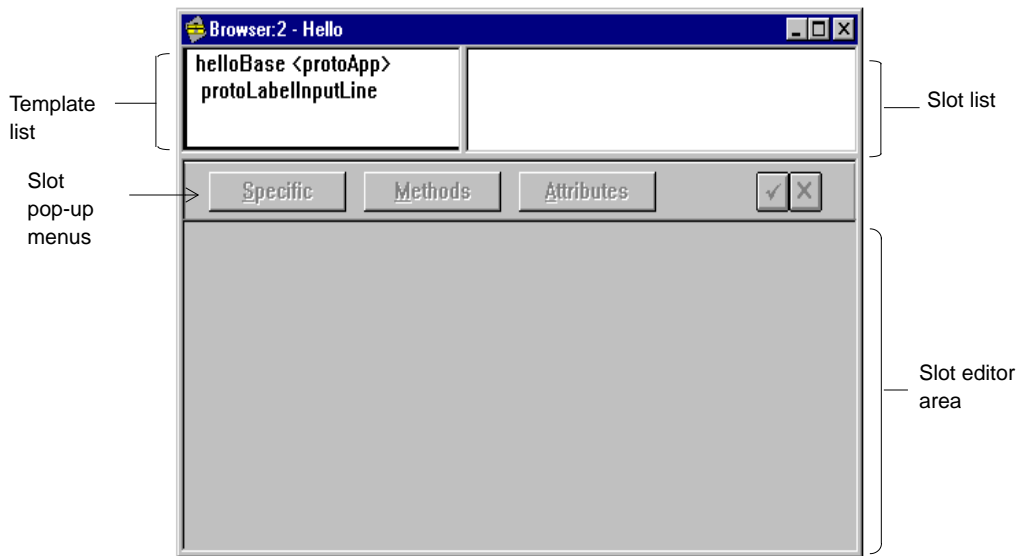 Browser:2 - Hello
helloBase <protoApp>
protoLabelInputLine
Template
list
Slot list
Slot
pop-up
menus
Specific
Methods
Attributes
Slot editor
area